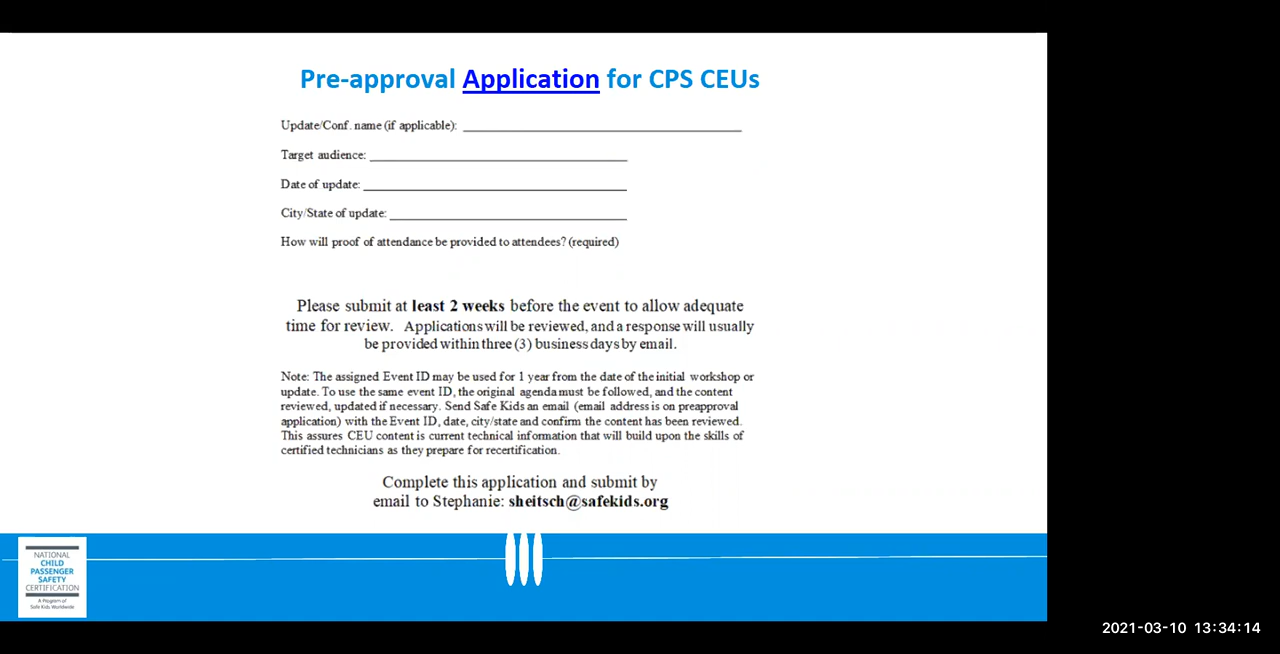 Pre-approval Application for CPS CEUs
Update/Conf. name (if applicable): ___
Target audience: ___
Date of update: ___
City/State of update: ___
How will proof of attendance be provided to attendees? (required)
Please submit at least 2 weeks before the event to allow adequate
time for review. Applications will be reviewed, and a response will usually
be provided within three (3) business days by email.
Note: The assigned Event ID may be used for 1 year from the date of the initial workshop or
update. To use the same event ID, the original agenda must be followed, and the content
reviewed, updated if necessary. Send Safe Kids an email (email address is on preapproval
application) with the Event ID, date, city/state and confirm the content has been reviewed.
This assures CEU content is current technical information that will build upon the skills of
certified technicians as they prepare for recertification.
Complete this application and submit by
email to Stephanie: sheitsch@safekids.org
NATIONAL
CHILD
PASSENGER
SAFETY
CERTIFICATION
A Program of
Safe Kids Worldwide
2021-03-10 13:34:14